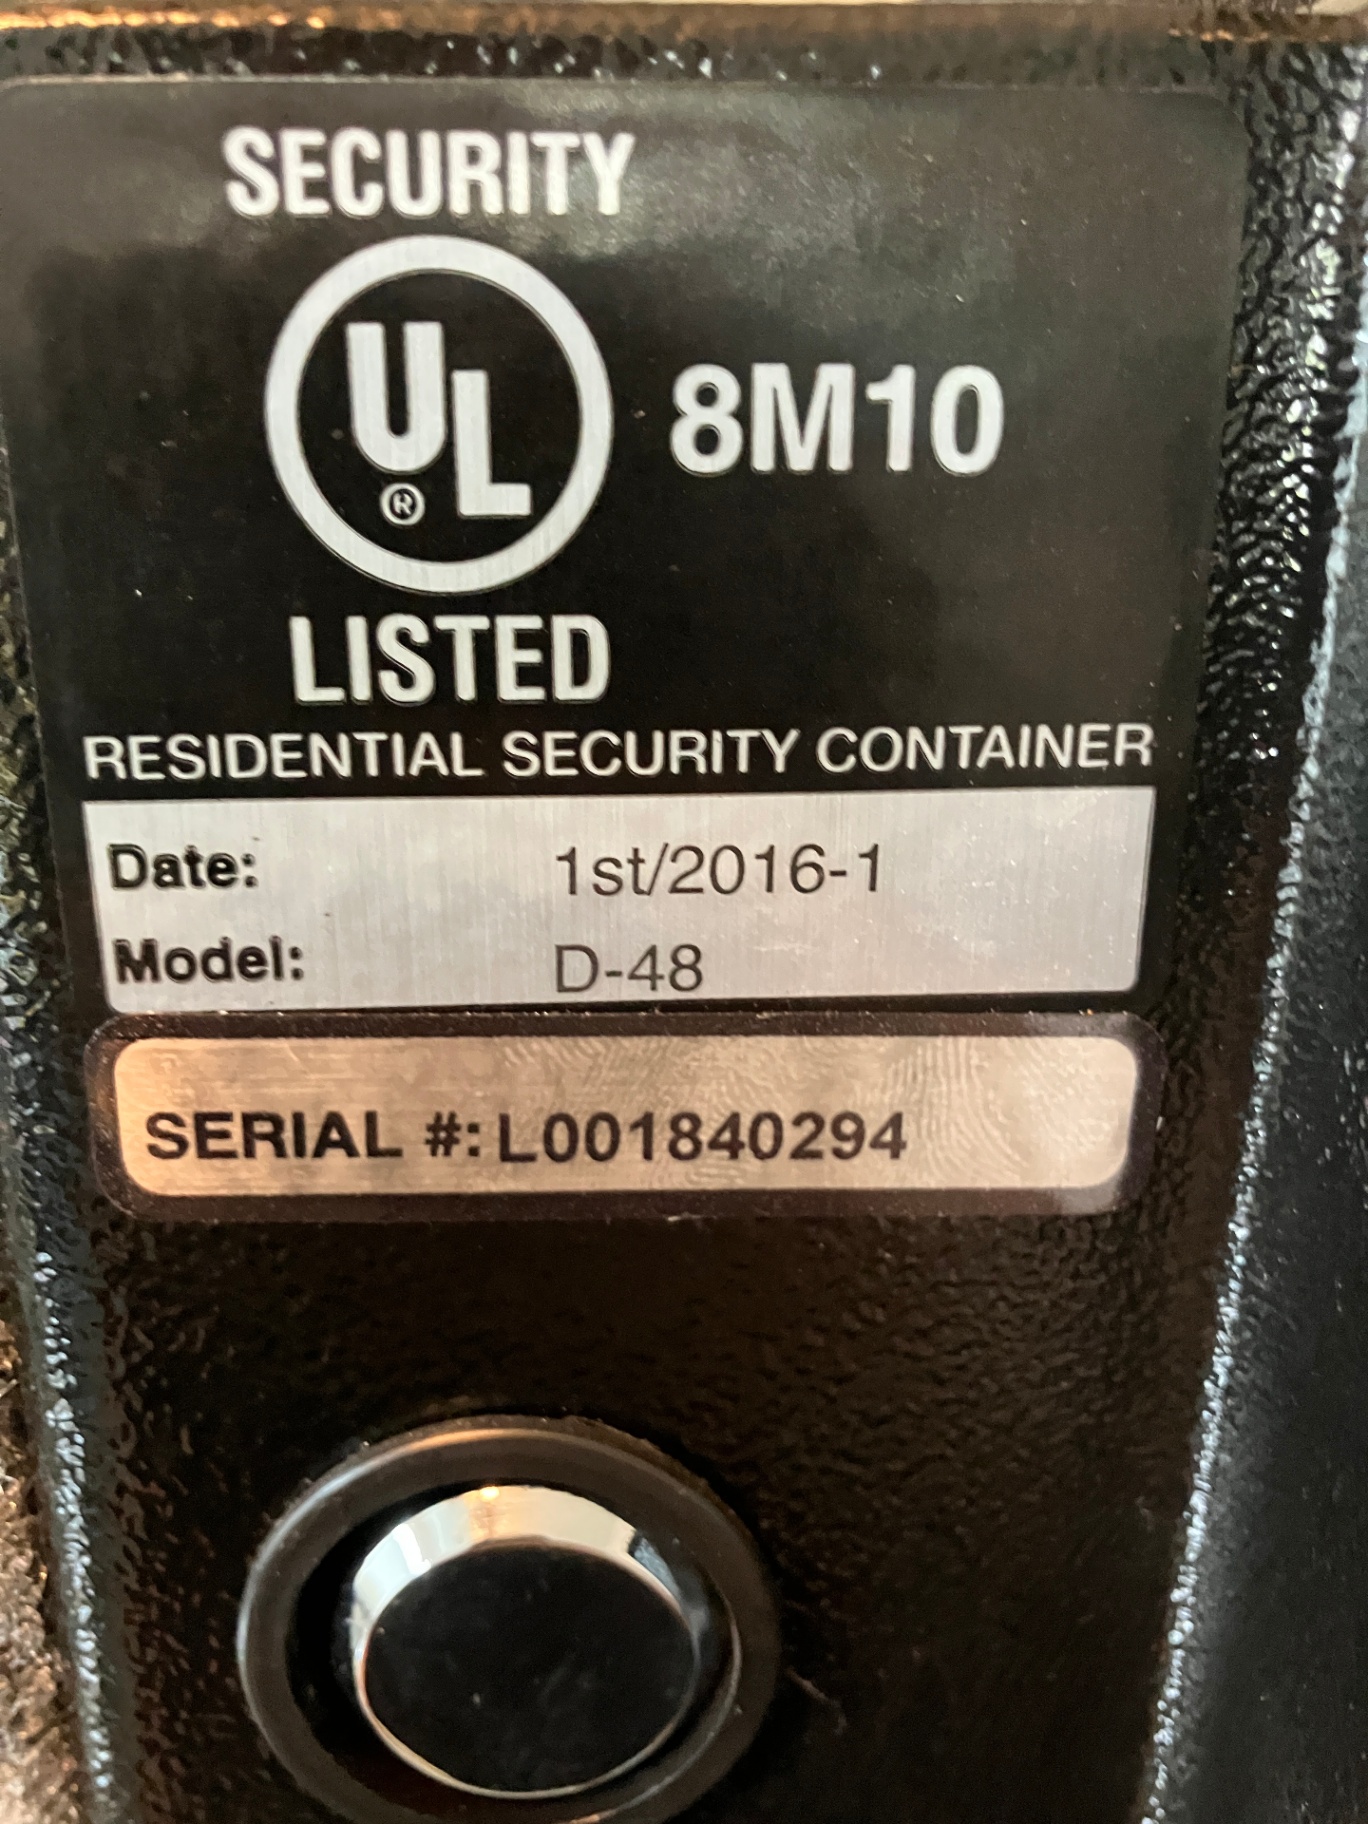 SECURITY
UL
®
8M10
LISTED
RESIDENTIAL SECURITY CONTAINER
Date: 1st/2016-1
Model: D-48
SERIAL #: L001840294